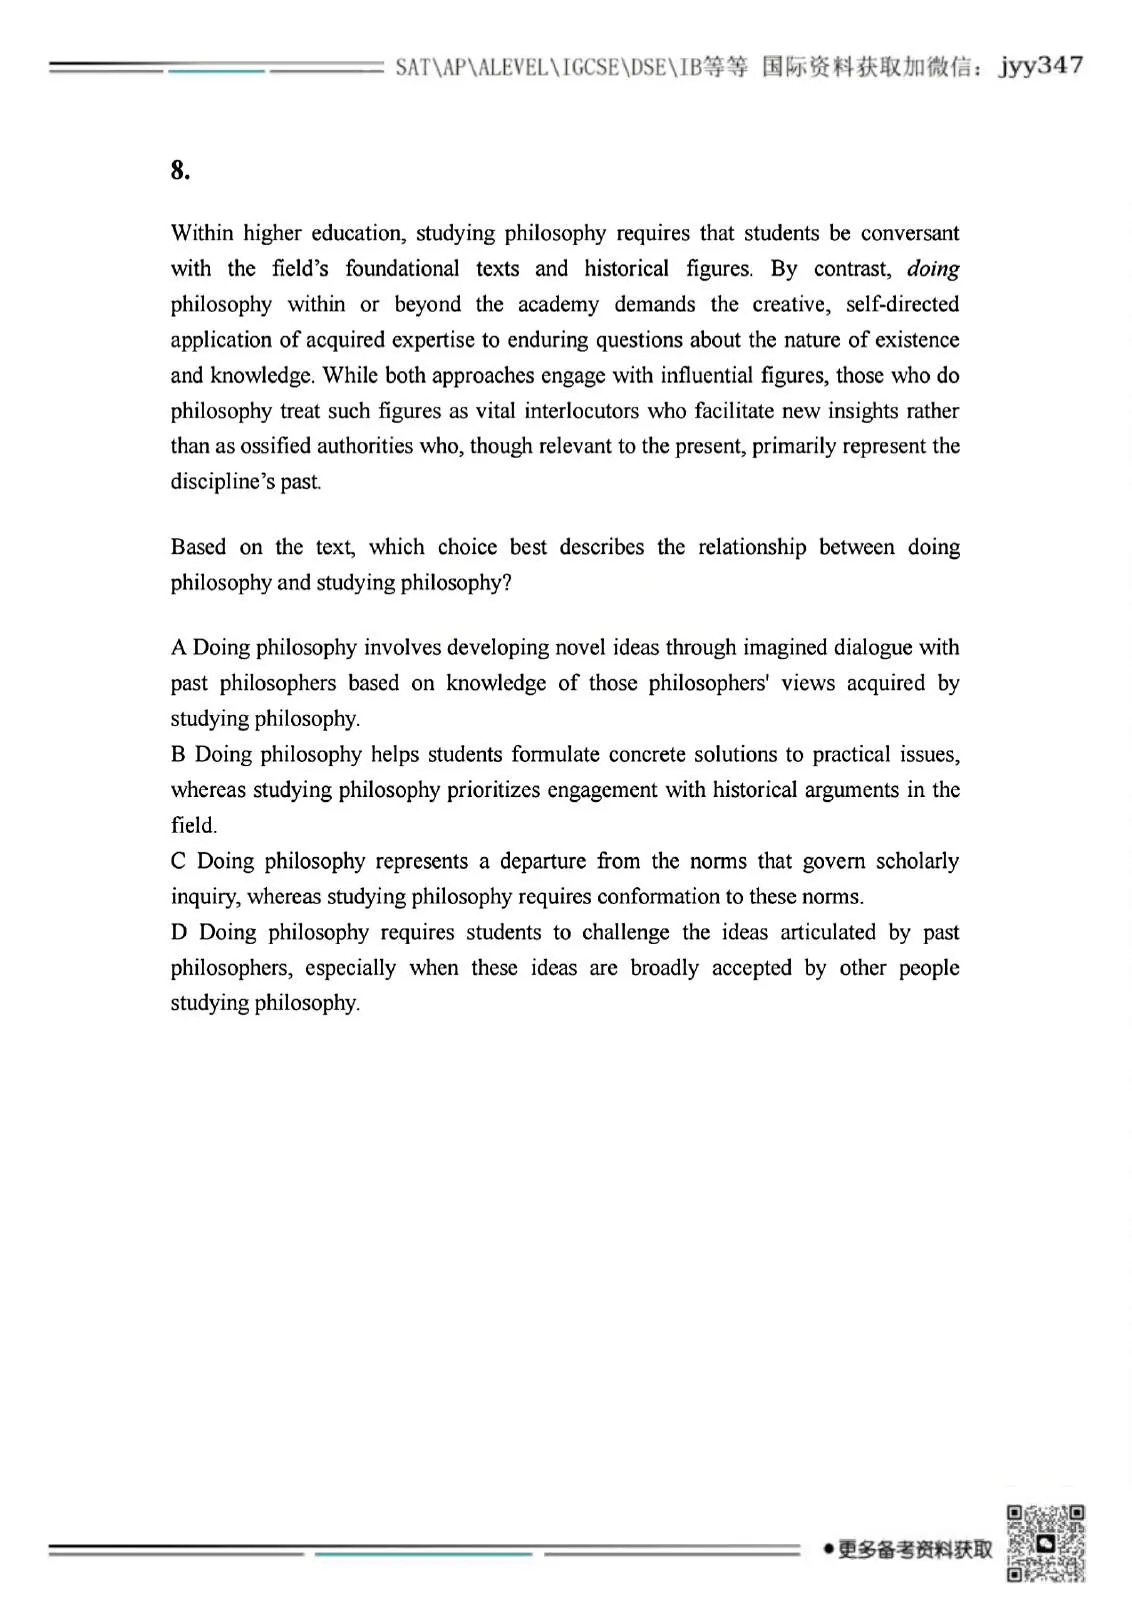 SAT\AP\ALEVEL\IGCSE\DSE\IB等等 国际资料获取加微信：jyy347
8.
Within higher education, studying philosophy requires that students be conversant
with the field’s foundational texts and historical figures. By contrast, doing
philosophy within or beyond the academy demands the creative, self-directed
application of acquired expertise to enduring questions about the nature of existence
and knowledge. While both approaches engage with influential figures, those who do
philosophy treat such figures as vital interlocutors who facilitate new insights rather
than as ossified authorities who, though relevant to the present, primarily represent the
discipline’s past.
Based on the text, which choice best describes the relationship between doing
philosophy and studying philosophy?
A Doing philosophy involves developing novel ideas through imagined dialogue with
past philosophers based on knowledge of those philosophers' views acquired by
studying philosophy.
B Doing philosophy helps students formulate concrete solutions to practical issues,
whereas studying philosophy prioritizes engagement with historical arguments in the
field.
C Doing philosophy represents a departure from the norms that govern scholarly
inquiry, whereas studying philosophy requires conformation to these norms.
D Doing philosophy requires students to challenge the ideas articulated by past
philosophers, especially when these ideas are broadly accepted by other people
studying philosophy.
●更多备考资料获取